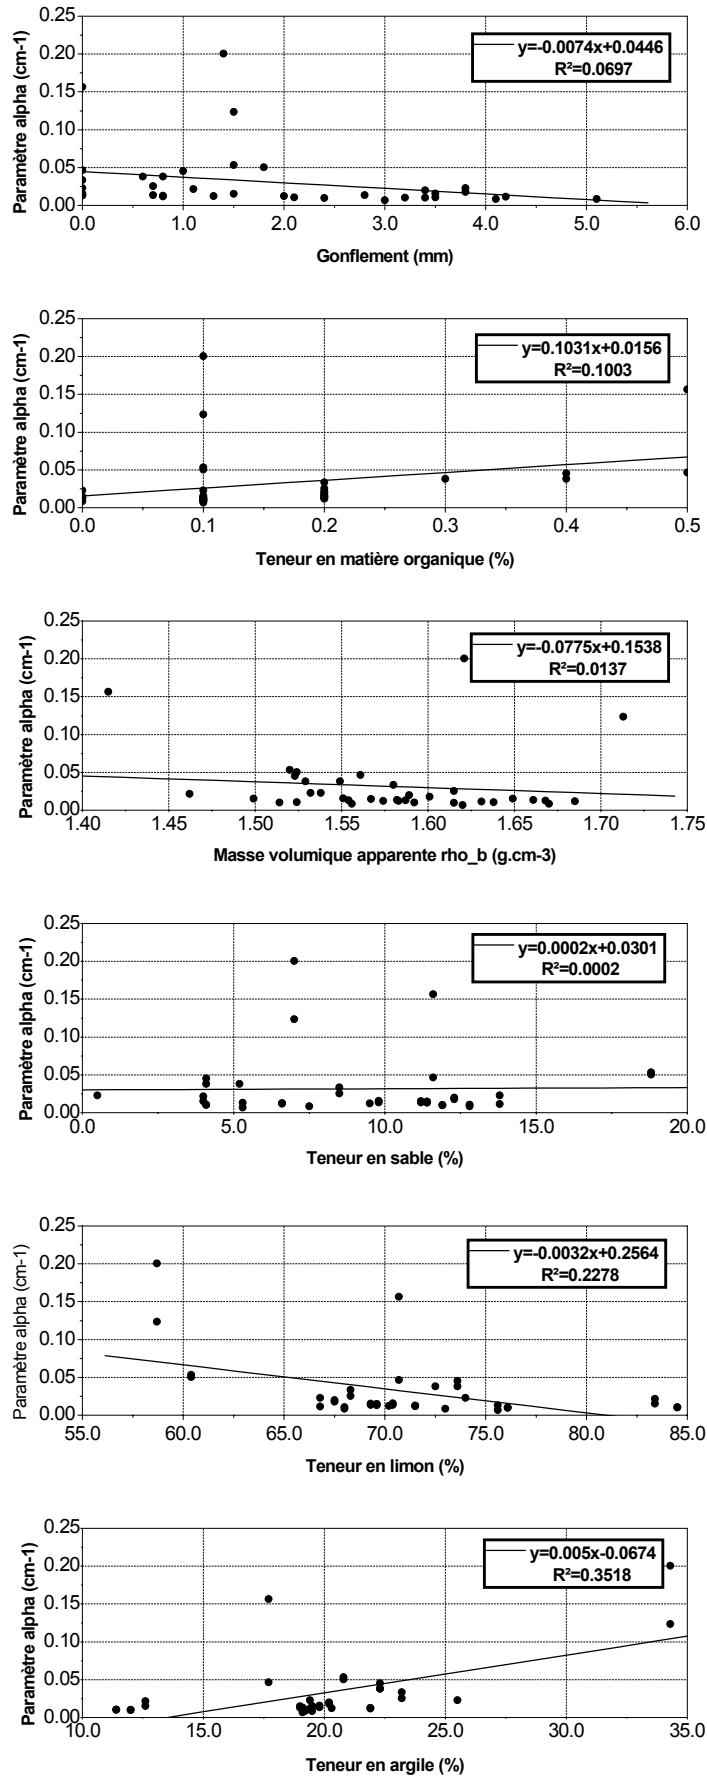 Paramètre alpha (cm-1)
0.25
0.20
0.15
0.10
0.05
0.00
y=-0.0074x+0.0446
R²=0.0697
0.0 1.0 2.0 3.0 4.0 5.0 6.0
Gonflement (mm)
Paramètre alpha (cm-1)
0.25
0.20
0.15
0.10
0.05
0.00
y=0.1031x+0.0156
R²=0.1003
0.0 0.1 0.2 0.3 0.4 0.5
Teneur en matière organique (%)
Paramètre alpha (cm-1)
0.25
0.20
0.15
0.10
0.05
0.00
y=-0.0775x+0.1538
R²=0.0137
1.40 1.45 1.50 1.55 1.60 1.65 1.70 1.75
Masse volumique apparente rho_b (g.cm-3)
Paramètre alpha (cm-1)
0.25
0.20
0.15
0.10
0.05
0.00
y=0.0002x+0.0301
R²=0.0002
0.0 5.0 10.0 15.0 20.0
Teneur en sable (%)
Paramètre alpha (cm-1)
0.25
0.20
0.15
0.10
0.05
0.00
y=-0.0032x+0.2564
R²=0.2278
55.0 60.0 65.0 70.0 75.0 80.0 85.0
Teneur en limon (%)
Paramètre alpha (cm-1)
0.25
0.20
0.15
0.10
0.05
0.00
y=0.005x-0.0674
R²=0.3518
10.0 15.0 20.0 25.0 30.0 35.0
Teneur en argile (%)